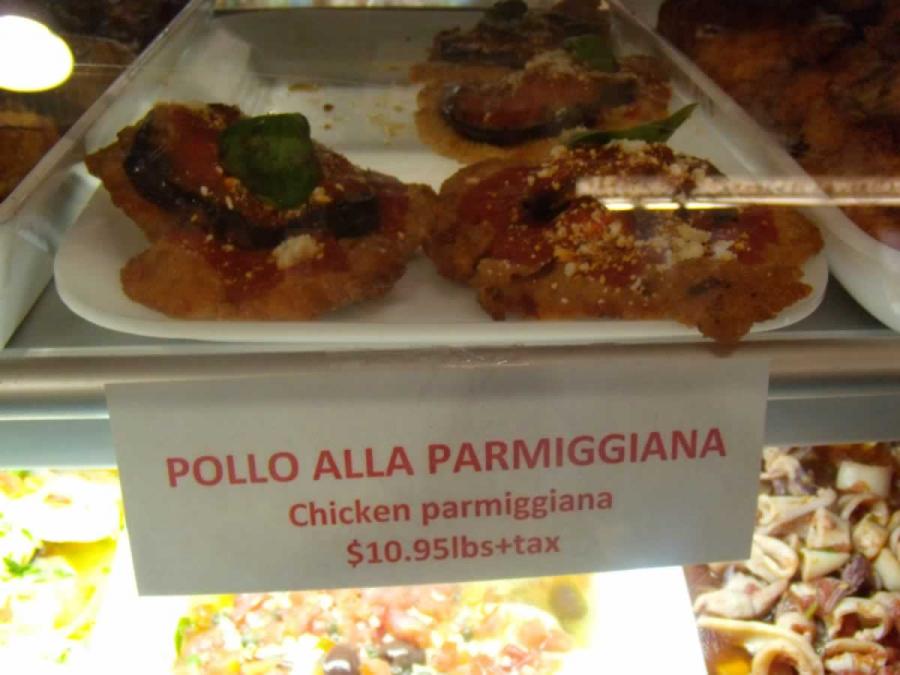 POLLO ALLA PARMIGGIANA
Chicken parmiggiana
$10.95lbs+tax